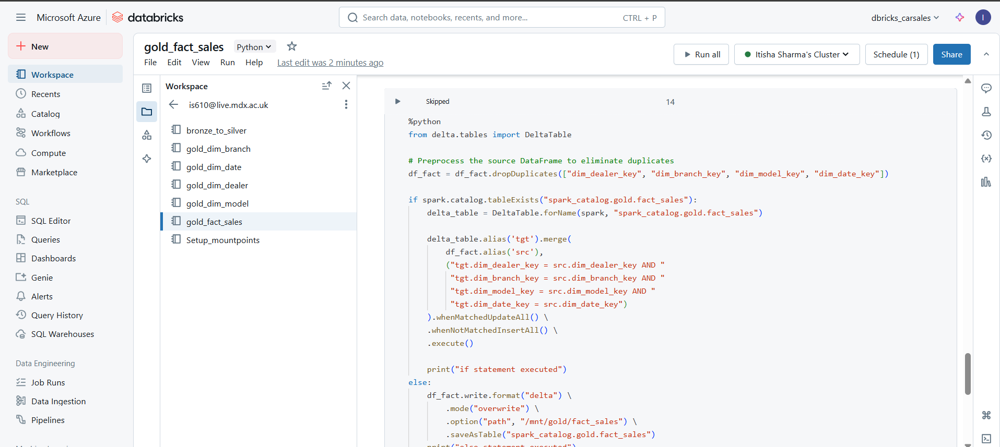 Microsoft Azure
databricks
Search data, notebooks, recents, and more...
CTRL + P
dbricks_carsales
I
New
Workspace
Recents
Catalog
Workflows
Compute
Marketplace
SQL
SQL Editor
Queries
Dashboards
Genie
Alerts
Query History
SQL Warehouses
Data Engineering
Job Runs
Data Ingestion
Pipelines
gold_fact_sales
Python
File Edit View Run Help
Last edit was 2 minutes ago
Run all
Itisha Sharma's Cluster
Schedule (1)
Share
Workspace
is610@live.mdx.ac.uk
bronze_to_silver
gold_dim_branch
gold_dim_date
gold_dim_dealer
gold_dim_model
gold_fact_sales
Setup_mountpoints
Skipped
14
%python
from delta.tables import DeltaTable
# Preprocess the source DataFrame to eliminate duplicates
df_fact = df_fact.dropDuplicates(["dim_dealer_key", "dim_branch_key", "dim_model_key", "dim_date_key"])
if spark.catalog.tableExists("spark_catalog.gold.fact_sales"):
delta_table = DeltaTable.forName(spark, "spark_catalog.gold.fact_sales")
delta_table.alias('tgt').merge(
df_fact.alias('src'),
("tgt.dim_dealer_key = src.dim_dealer_key AND "
"tgt.dim_branch_key = src.dim_branch_key AND "
"tgt.dim_model_key = src.dim_model_key AND "
"tgt.dim_date_key = src.dim_date_key")
).whenMatchedUpdateAll() \
.whenNotMatchedInsertAll() \
.execute()
print("if statement executed")
else:
df_fact.write.format("delta") \
.mode("overwrite") \
.option("path", "/mnt/gold/fact_sales") \
.saveAsTable("spark_catalog.gold.fact_sales")
print("else statement executed")